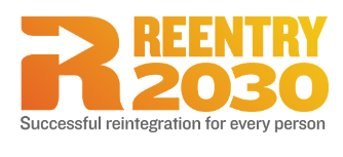 REENTRY
2030
Successful reintegration for every person